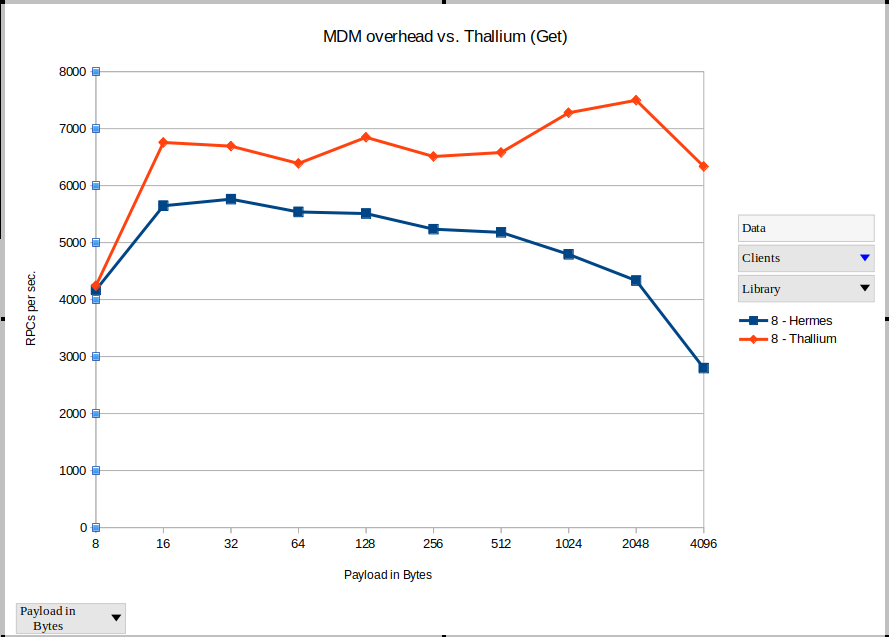 MDM overhead vs. Thallium (Get)
8000
7000
6000
5000
4000
3000
2000
1000
0
RPCs per sec.
8 16 32 64 128 256 512 1024 2048 4096
Payload in Bytes
Data
Clients
Library
8 - Hermes
8 - Thallium
Payload in
Bytes